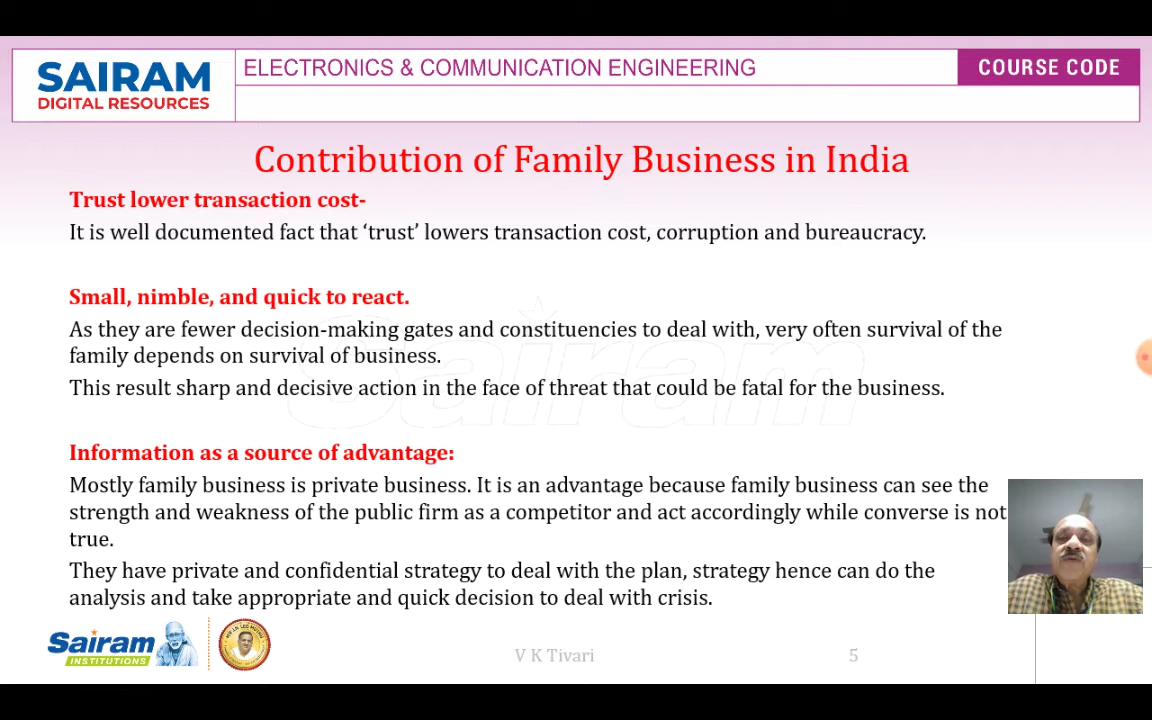 SAIRAM
DIGITAL RESOURCES
ELECTRONICS & COMMUNICATION ENGINEERING
COURSE CODE
Contribution of Family Business in India
Trust lower transaction cost-
It is well documented fact that ‘trust’ lowers transaction cost, corruption and bureaucracy.
Small, nimble, and quick to react.
As they are fewer decision-making gates and constituencies to deal with, very often survival of the
family depends on survival of business.
This result sharp and decisive action in the face of threat that could be fatal for the business.
Sairam
Information as a source of advantage:
Mostly family business is private business. It is an advantage because family business can see the
strength and weakness of the public firm as a competitor and act accordingly while converse is not
true.
They have private and confidential strategy to deal with the plan, strategy hence can do the
analysis and take appropriate and quick decision to deal with crisis.
Sairam
INSTITUTIONS
V K Tivari
5